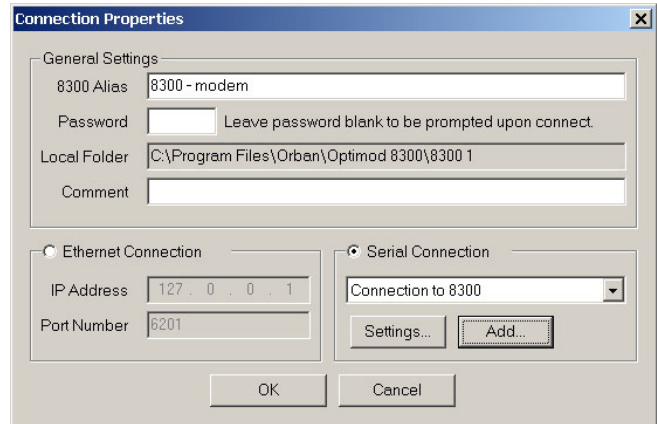 Connection Properties
General Settings
8300 Alias 8300 - modem
Password Leave password blank to be prompted upon connect.
Local Folder C:\Program Files\Orban\Optimod 8300\8300 1
Comment
Ethernet Connection
IP Address 127 . 0 . 0 . 1
Port Number 6201
Serial Connection
Connection to 8300
Settings... Add...
OK Cancel